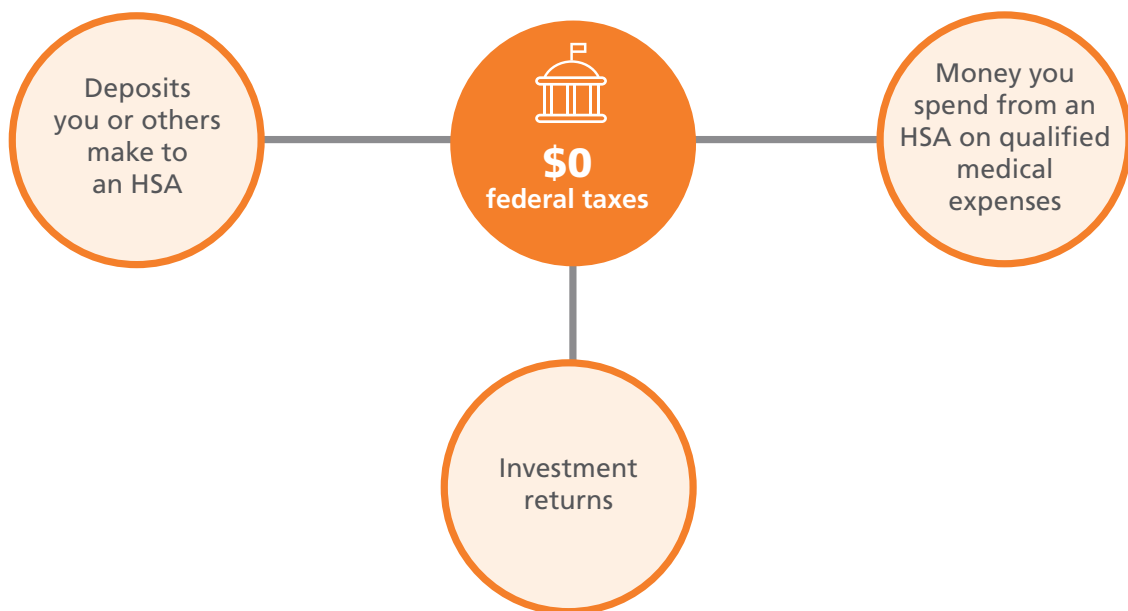 Deposits
you or others
make to
an HSA
$0
federal taxes
Money you
spend from an
HSA on qualified
medical
expenses
Investment
returns